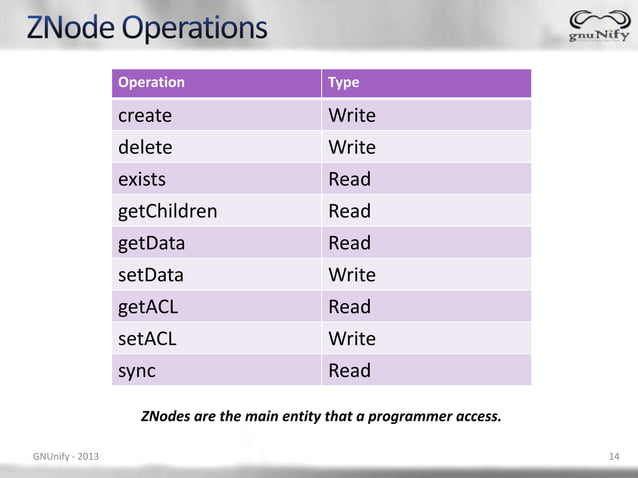 ZNode Operations
gnuNify
Operation Type
create Write
delete Write
exists Read
getChildren Read
getData Read
setData Write
getACL Read
setACL Write
sync Read
ZNodes are the main entity that a programmer access.
GNUnify - 2013 14